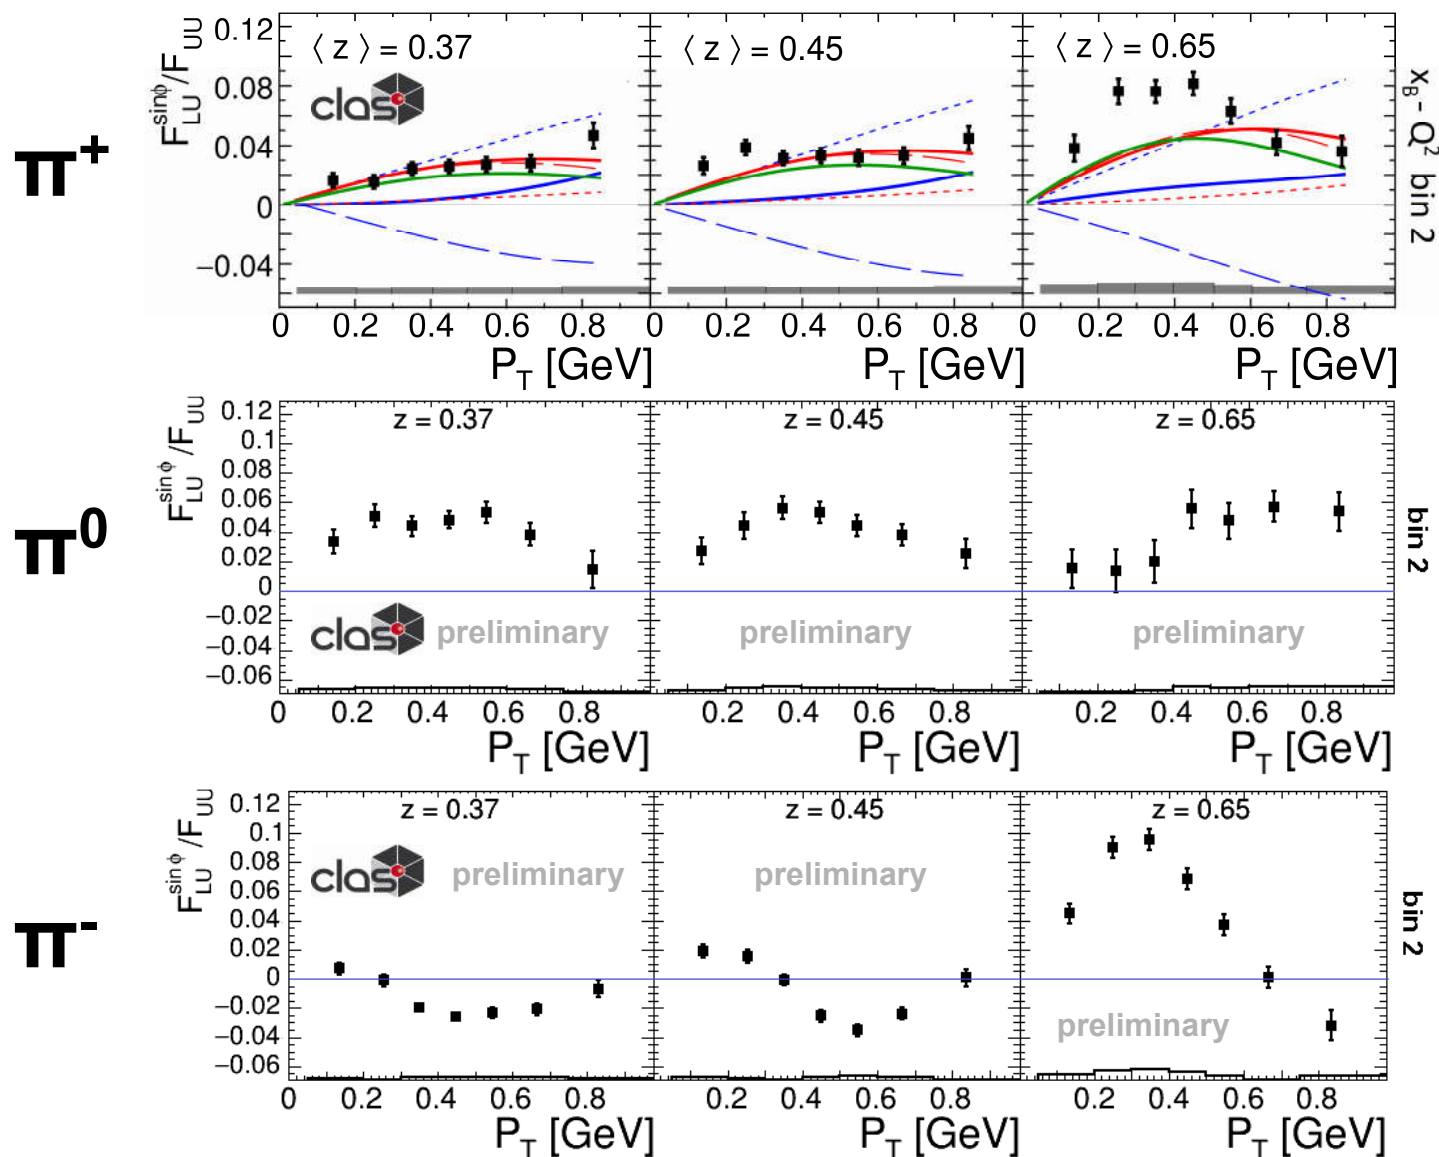 π+
F_LU^sinφ/F_UU
⟨ z ⟩ = 0.37 ⟨ z ⟩ = 0.45 ⟨ z ⟩ = 0.65
clas
x_B - Q² bin 2
0.12
0.08
0.04
0
−0.04
0 0.2 0.4 0.6 0.8 0 0.2 0.4 0.6 0.8 0 0.2 0.4 0.6 0.8
P_T [GeV] P_T [GeV] P_T [GeV]
π0
F_LU^sin ϕ/F_UU
z = 0.37 z = 0.45 z = 0.65
bin 2
0.12
0.1
0.08
0.06
0.04
0.02
0
−0.02
−0.04
−0.06
clas preliminary preliminary preliminary
0 0.2 0.4 0.6 0.8 0.2 0.4 0.6 0.8 0.2 0.4 0.6 0.8
P_T [GeV] P_T [GeV] P_T [GeV]
π-
F_LU^sin ϕ/F_UU
z = 0.37 z = 0.45 z = 0.65
clas preliminary preliminary
bin 2
0.12
0.1
0.08
0.06
0.04
0.02
0
−0.02
−0.04
−0.06
preliminary
0 0.2 0.4 0.6 0.8 0.2 0.4 0.6 0.8 0.2 0.4 0.6 0.8
P_T [GeV] P_T [GeV] P_T [GeV]